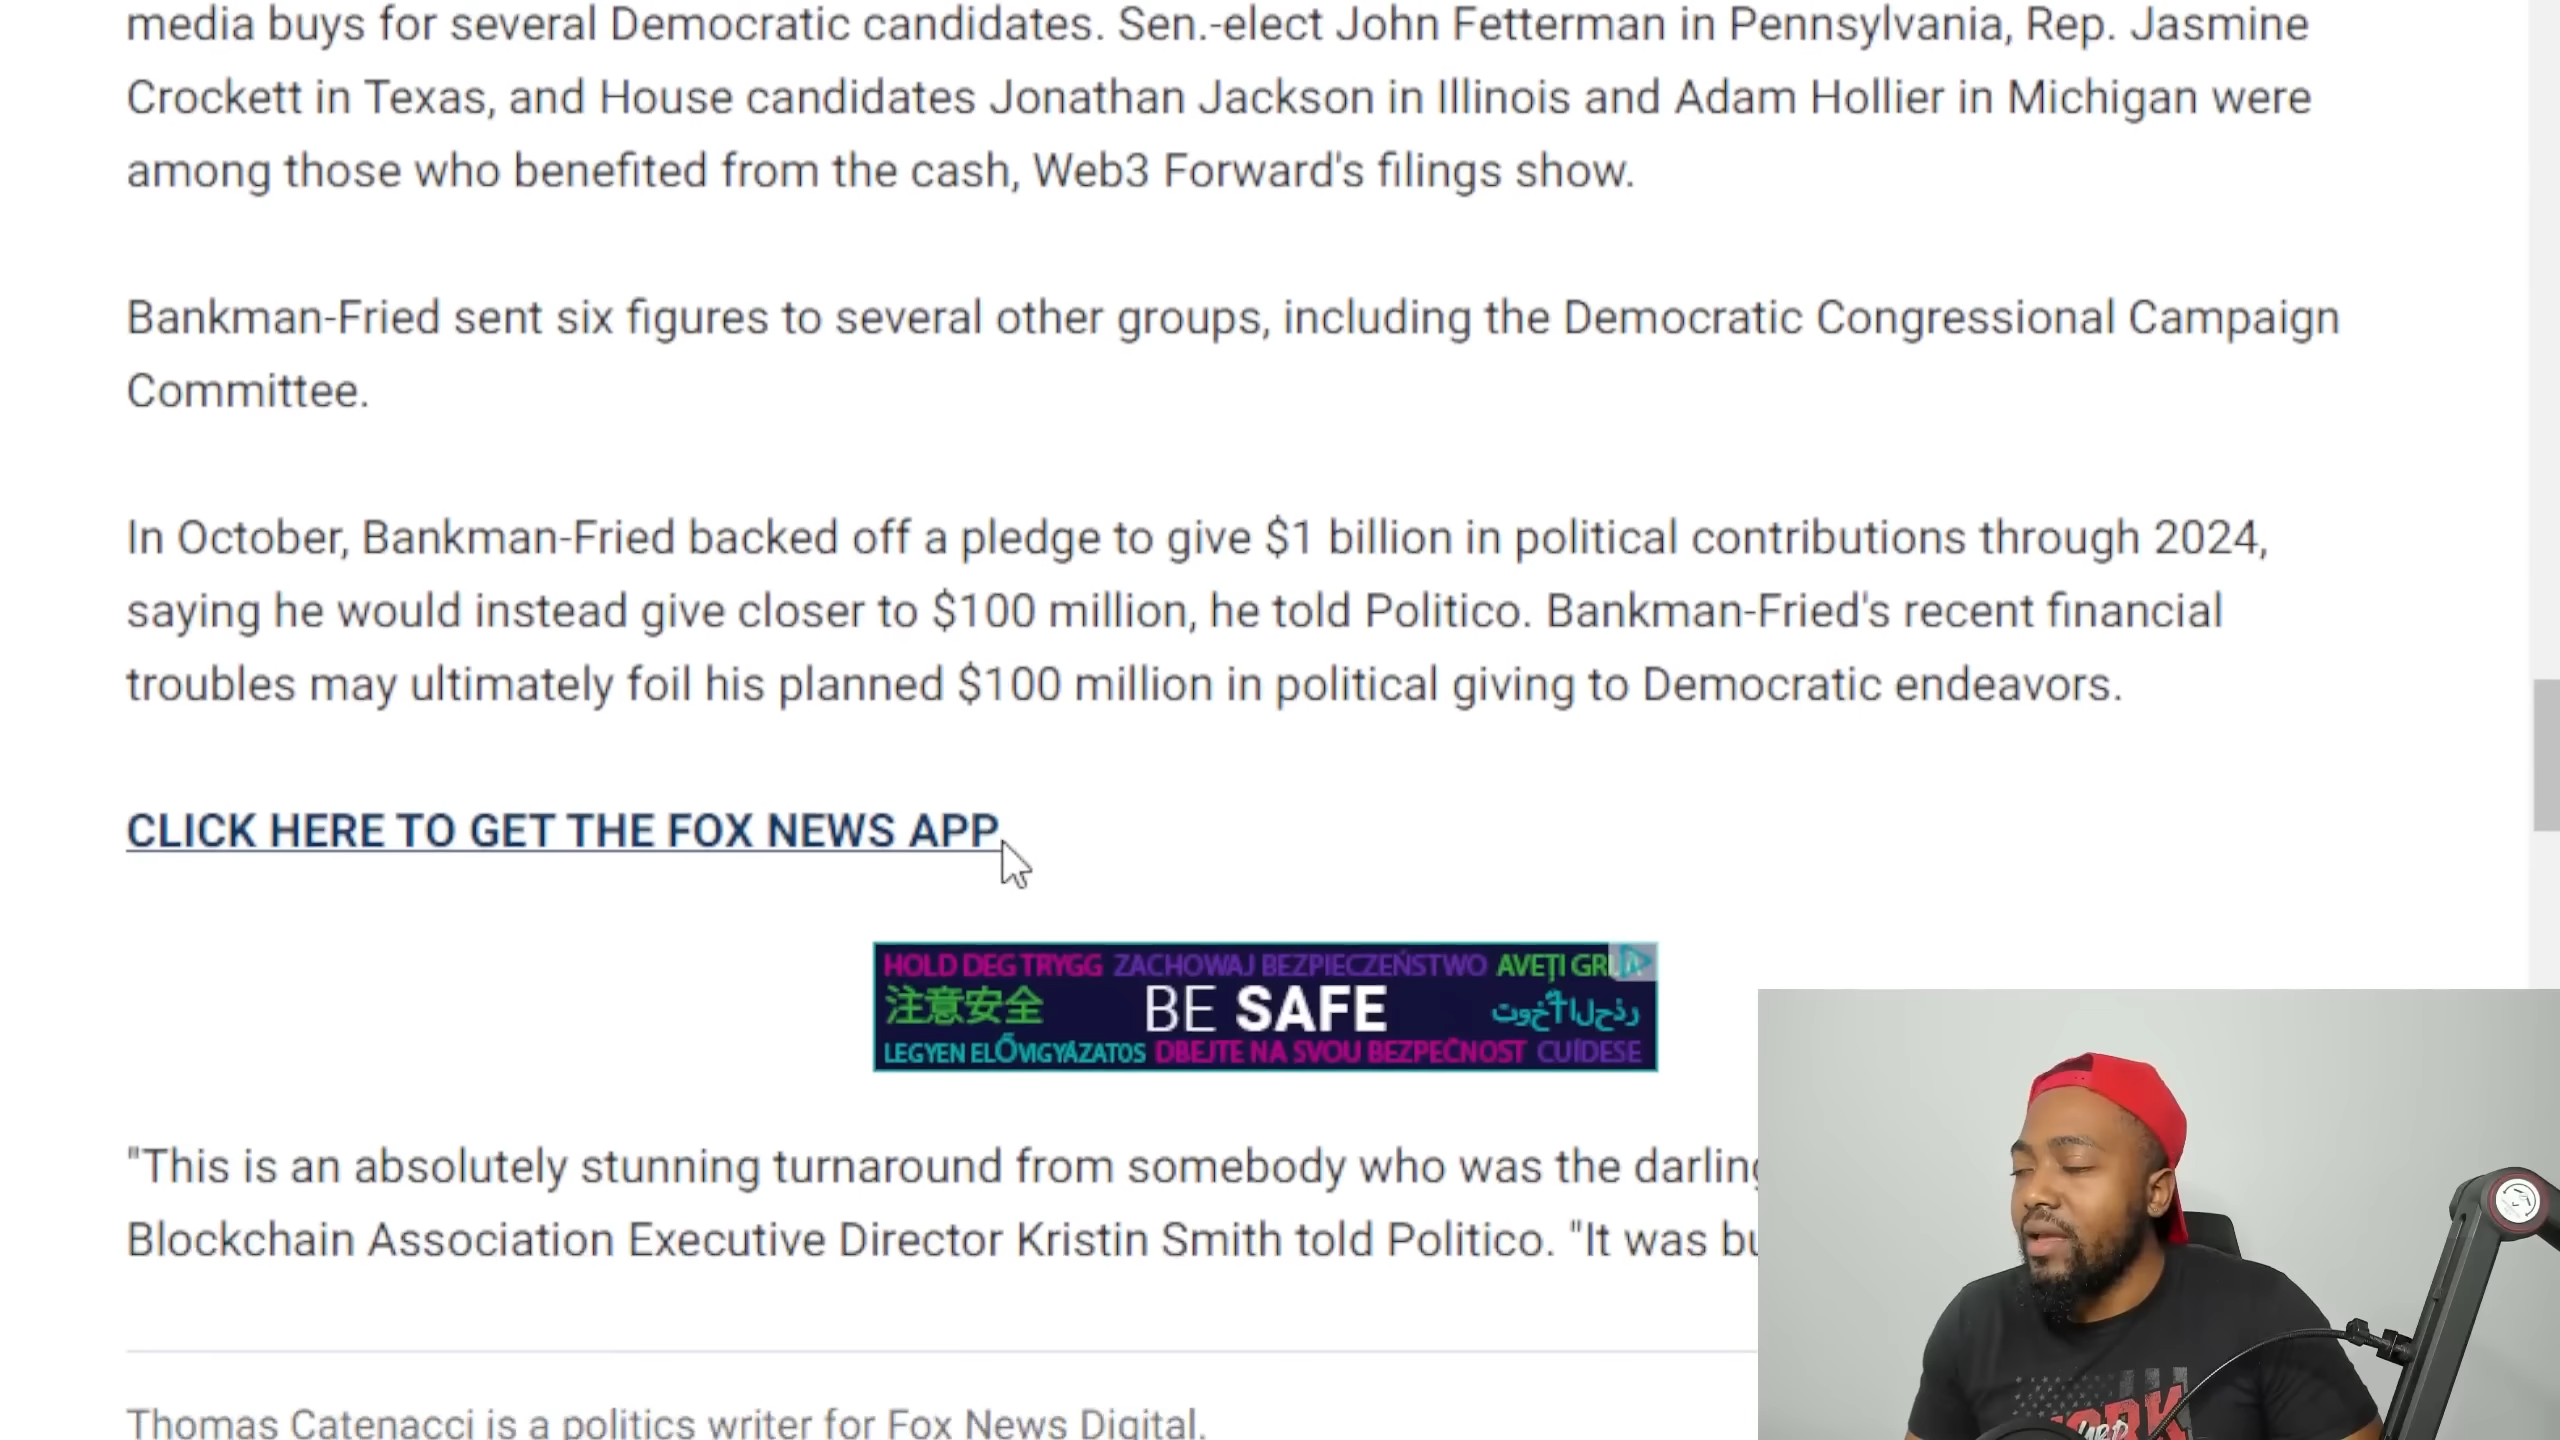 media buys for several Democratic candidates. Sen.-elect John Fetterman in Pennsylvania, Rep. Jasmine
Crockett in Texas, and House candidates Jonathan Jackson in Illinois and Adam Hollier in Michigan were
among those who benefited from the cash, Web3 Forward's filings show.
Bankman-Fried sent six figures to several other groups, including the Democratic Congressional Campaign
Committee.
In October, Bankman-Fried backed off a pledge to give $1 billion in political contributions through 2024,
saying he would instead give closer to $100 million, he told Politico. Bankman-Fried's recent financial
troubles may ultimately foil his planned $100 million in political giving to Democratic endeavors.
CLICK HERE TO GET THE FOX NEWS APP
HOLD DEG TRYGG ZACHOWAJ BEZPIECZEŃSTWO AVEȚI
注意安全 BE SAFE
LEGYEN ELŐVIGYÁZATOS DBEJTE NA SVOU BEZPEČNOST CUÍDESE
"This is an absolutely stunning turnaround from somebody who was the darling
Blockchain Association Executive Director Kristin Smith told Politico. "It was
Thomas Catenacci is a politics writer for Fox News Digital.